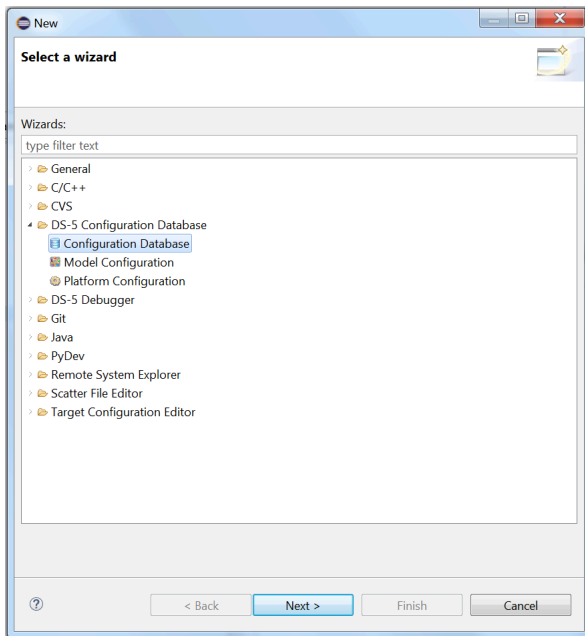 New
Select a wizard
Wizards:
type filter text
General
C/C++
CVS
DS-5 Configuration Database
Configuration Database
Model Configuration
Platform Configuration
DS-5 Debugger
Git
Java
PyDev
Remote System Explorer
Scatter File Editor
Target Configuration Editor
? < Back Next > Finish Cancel